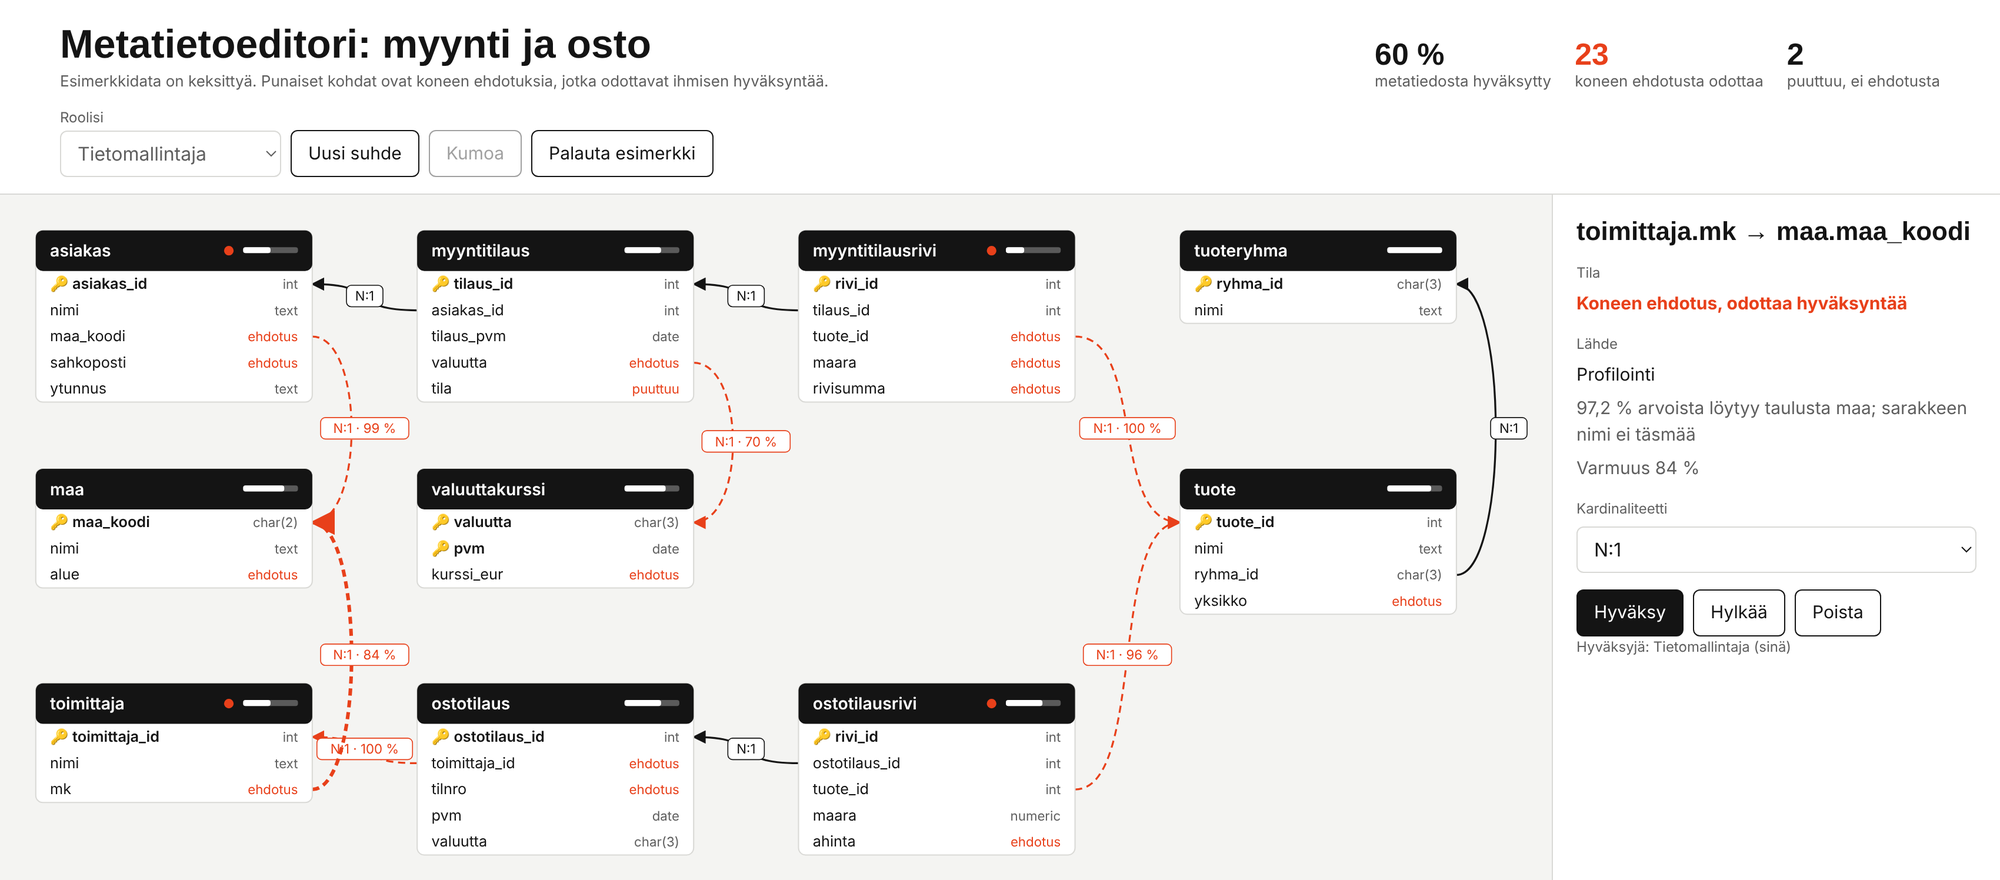 Metatietoeditori: myynti ja osto
Esimerkkidata on keksittyä. Punaiset kohdat ovat koneen ehdotuksia, jotka odottavat ihmisen hyväksyntää.
60 %
metatiedosta hyväksytty
23
koneen ehdotusta odottaa
2
puuttuu, ei ehdotusta
Roolisi
Tietomallintaja
Uusi suhde
Kumoa
Palauta esimerkki
asiakas
🔑 asiakas_id int
nimi text
maa_koodi ehdotus
sahkoposti ehdotus
ytunnus text
N:1
myyntitilaus
🔑 tilaus_id int
asiakas_id int
tilaus_pvm date
valuutta ehdotus
tila puuttuu
N:1
myyntitilausrivi
🔑 rivi_id int
tilaus_id int
tuote_id ehdotus
maara ehdotus
rivisumma ehdotus
tuoteryhma
🔑 ryhma_id char(3)
nimi text
N:1 · 99 %
N:1 · 70 %
N:1 · 100 %
N:1
maa
🔑 maa_koodi char(2)
nimi text
alue ehdotus
valuuttakurssi
🔑 valuutta char(3)
🔑 pvm date
kurssi_eur ehdotus
tuote
🔑 tuote_id int
nimi text
ryhma_id char(3)
yksikko ehdotus
N:1 · 84 %
N:1 · 96 %
toimittaja
🔑 toimittaja_id int
nimi text
mk ehdotus
N:1 · 100 %
ostotilaus
🔑 ostotilaus_id int
toimittaja_id ehdotus
tilnro ehdotus
pvm date
valuutta char(3)
N:1
ostotilausrivi
🔑 rivi_id int
ostotilaus_id int
tuote_id int
maara numeric
ahinta ehdotus
toimittaja.mk → maa.maa_koodi
Tila
Koneen ehdotus, odottaa hyväksyntää
Lähde
Profilointi
97,2 % arvoista löytyy taulusta maa; sarakkeen
nimi ei täsmää
Varmuus 84 %
Kardinaliteetti
N:1
Hyväksy
Hylkää
Poista
Hyväksyjä: Tietomallintaja (sinä)